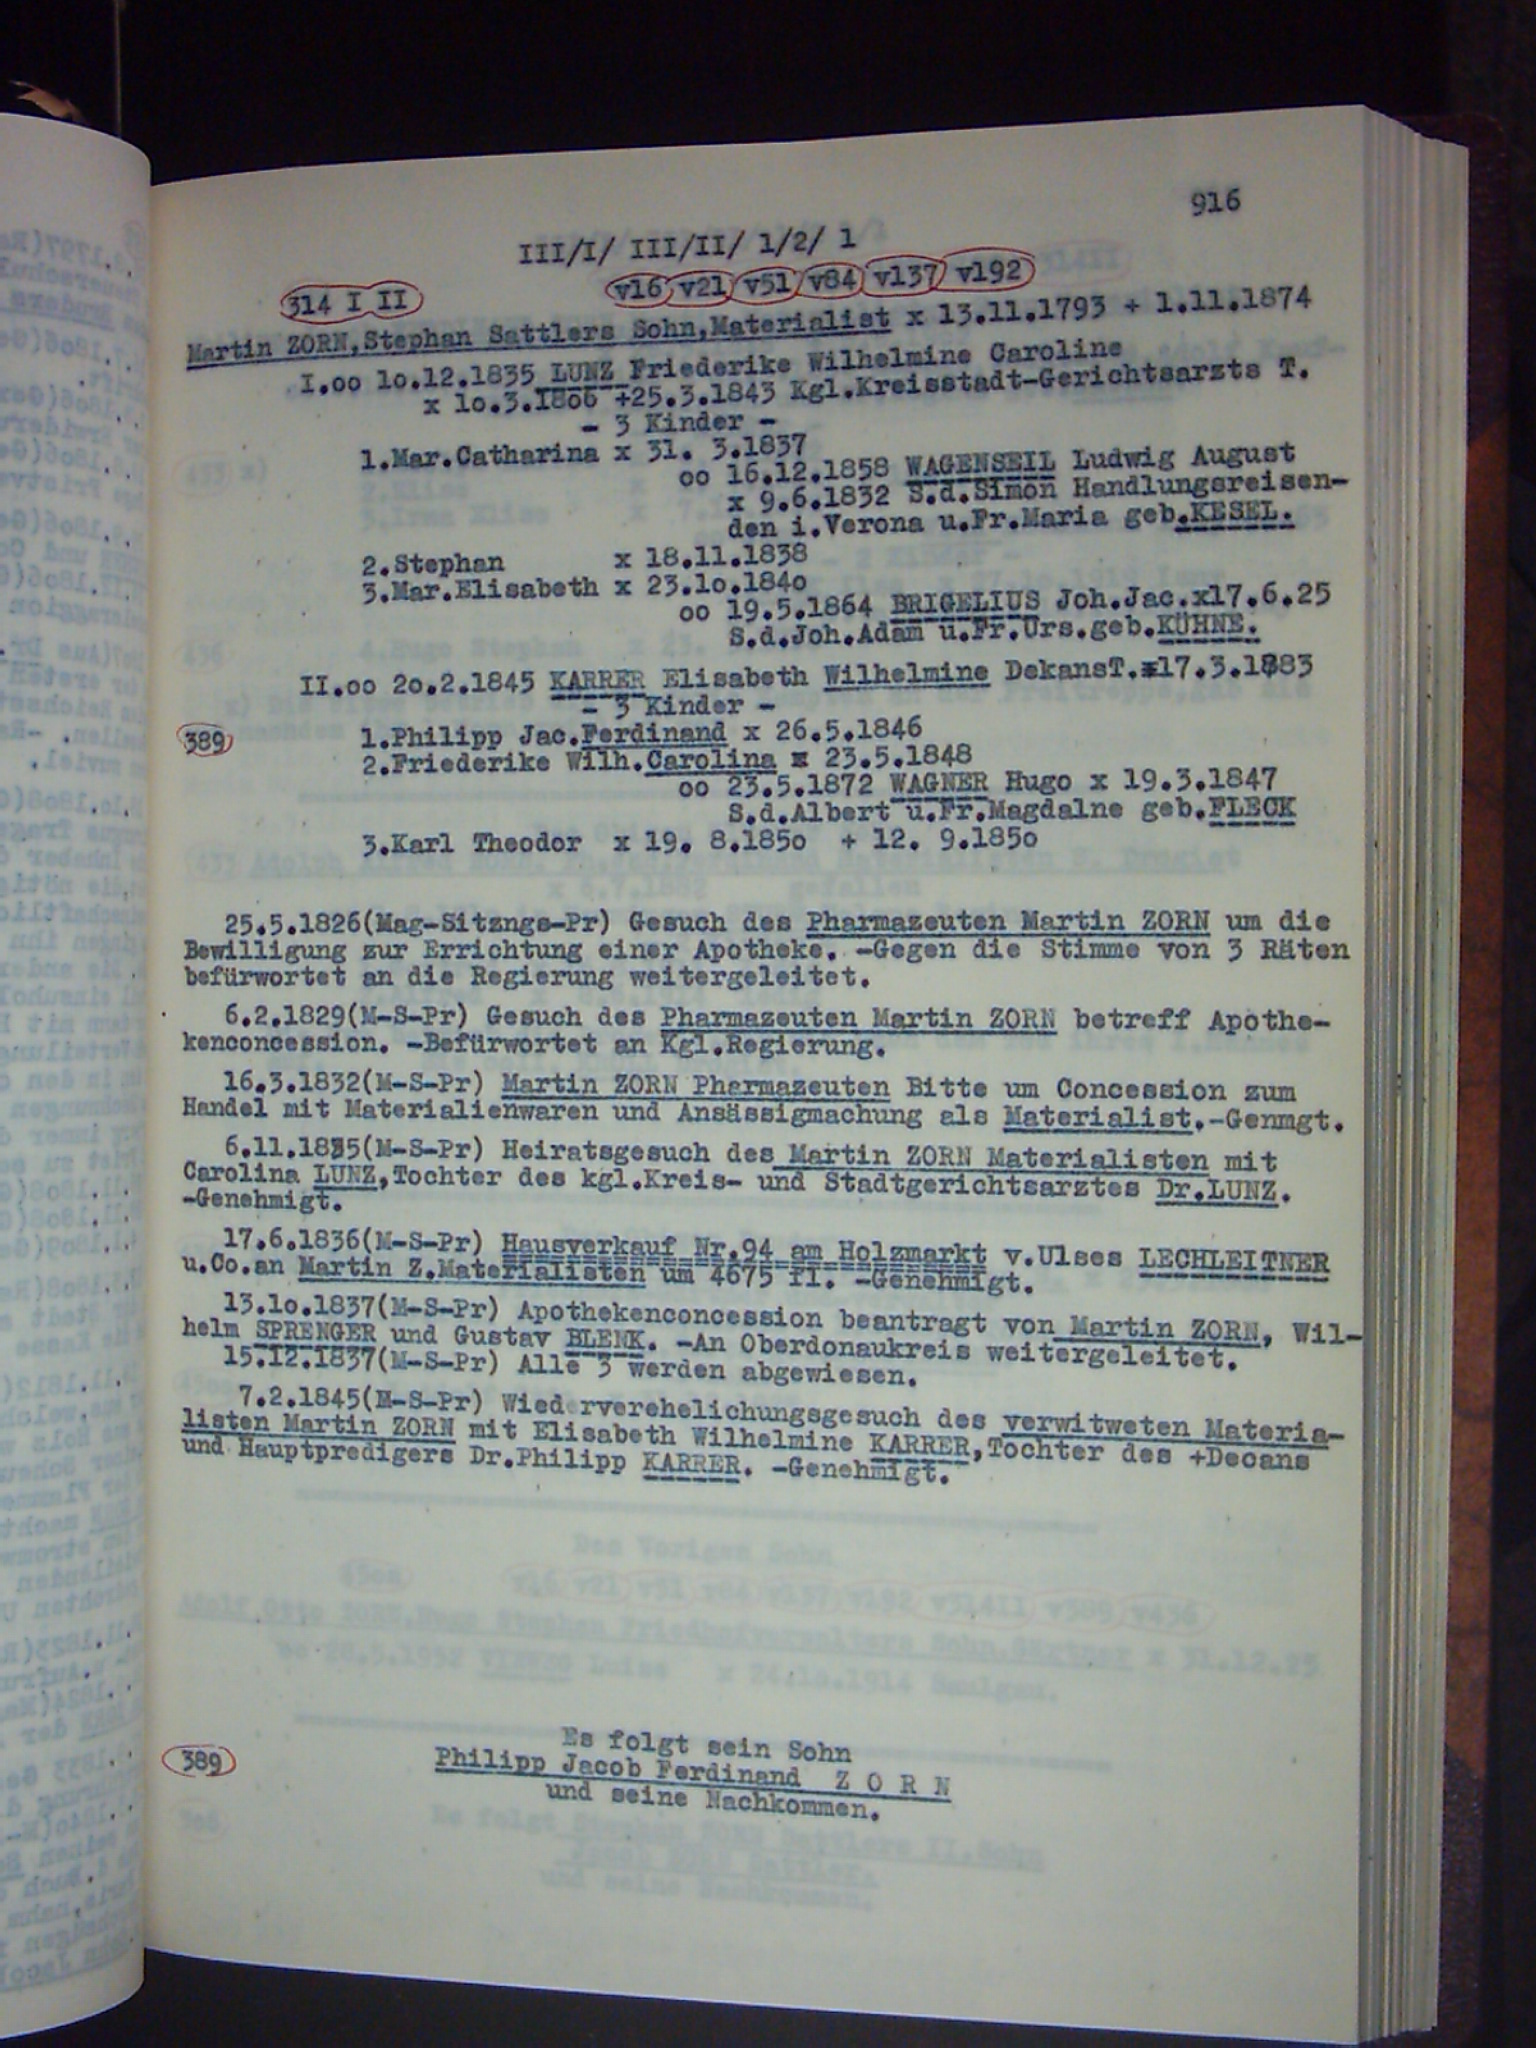 916
III/I/ III/II/ 1/2/ 1
314 I II v16 v21 v51 v84 v137 v192
Martin ZORN,Stephan Sattlers Sohn,Materialist x 13.11.1793 + 1.11.1874
I.oo 1o.12.1835 LUNZ Friederike Wilhelmine Caroline
x 1o.3.18o6 +25.3.1843 Kgl.Kreisstadt-Gerichtsarzts T.
- 3 Kinder -
1.Mar.Catharina x 31. 3.1837
oo 16.12.1858 WAGENSEIL Ludwig August
x 9.6.1832 S.d.Simon Handlungsreisen-
den i.Verona u.Fr.Maria geb.KESEL.
2.Stephan x 18.11.1838
3.Mar.Elisabeth x 23.1o.184o
oo 19.5.1864 BRIGELIUS Joh.Jac.x17.6.25
S.d.Joh.Adam u.Fr.Urs.geb.KÜHNE.
II.oo 2o.2.1845 KARRER Elisabeth Wilhelmine DekansT.
- 3 Kinder -
389 1.Philipp Jac.Ferdinand x 26.5.1846
2.Friederike Wilh.Carolina x 23.5.1848
oo 23.5.1872 WAGNER Hugo x 19.3.1847
S.d.Albert u.Fr.Magdalne geb.FLECK
3.Karl Theodor x 19. 8.185o + 12. 9.185o
25.5.1826(Mag-Sitzngs-Pr) Gesuch des Pharmazeuten Martin ZORN um die
Bewilligung zur Errichtung einer Apotheke. -Gegen die Stimme von 3 Räten
befürwortet an die Regierung weitergeleitet.
6.2.1829(M-S-Pr) Gesuch des Pharmazeuten Martin ZORN betreff Apothe-
kenconcession. -Befürwortet an Kgl.Regierung.
16.3.1832(M-S-Pr) Martin ZORN Pharmazeuten Bitte um Concession zum
Handel mit Materialienwaren und Ansässigmachung als Materialist.-Genmgt.
6.11.1835(M-S-Pr) Heiratsgesuch des Martin ZORN Materialisten mit
Carolina LUNZ,Tochter des kgl.Kreis- und Stadtgerichtsarztes Dr.LUNZ.
-Genehmigt.
17.6.1836(M-S-Pr) Hausverkauf Nr.94 am Holzmarkt v.Ulses LECHLEITNER
u.Co.an Martin Z.Materialisten um 4675 fl. -Genehmigt.
13.1o.1837(M-S-Pr) Apothekenconcession beantragt von Martin ZORN, Wil-
helm SPRENGER und Gustav BLENK. -An Oberdonaukreis weitergeleitet.
15.12.1837(M-S-Pr) Alle 3 werden abgewiesen.
7.2.1845(M-S-Pr) Wiederverehelichungsgesuch des verwitweten Materia-
listen Martin ZORN mit Elisabeth Wilhelmine KARRER,Tochter des +Decans
und Hauptpredigers Dr.Philipp KARRER. -Genehmigt.
Es folgt sein Sohn
389 Philipp Jacob Ferdinand Z O R N
und seine Nachkommen.